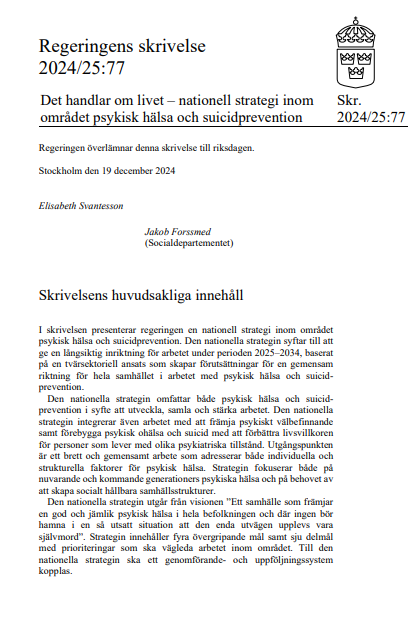 Regeringens skrivelse
2024/25:77
Det handlar om livet – nationell strategi inom
området psykisk hälsa och suicidprevention
Skr.
2024/25:77
Regeringen överlämnar denna skrivelse till riksdagen.
Stockholm den 19 december 2024
Elisabeth Svantesson
Jakob Forssmed
(Socialdepartementet)
Skrivelsens huvudsakliga innehåll
I skrivelsen presenterar regeringen en nationell strategi inom området
psykisk hälsa och suicidprevention. Den nationella strategin syftar till att
ge en långsiktig inriktning för arbetet under perioden 2025–2034, baserat
på en tvärsektoriell ansats som skapar förutsättningar för en gemensam
riktning för hela samhället i arbetet med psykisk hälsa och suicid-
prevention.
Den nationella strategin omfattar både psykisk hälsa och suicid-
prevention i syfte att utveckla, samla och stärka arbetet. Den nationella
strategin integrerar även arbetet med att främja psykiskt välbefinnande
samt förebygga psykisk ohälsa och suicid med att förbättra livsvillkoren
för personer som lever med olika psykiatriska tillstånd. Utgångspunkten
är ett brett och gemensamt arbete som adresserar både individuella och
strukturella faktorer för psykisk hälsa. Strategin fokuserar både på
nuvarande och kommande generationers psykiska hälsa och på behovet av
att skapa socialt hållbara samhällsstrukturer.
Den nationella strategin utgår från visionen ”Ett samhälle som främjar
en god och jämlik psykisk hälsa i hela befolkningen och där ingen bör
hamna i en så utsatt situation att den enda utvägen upplevs vara
självmord”. Strategin innehåller fyra övergripande mål samt sju delmål
med prioriteringar som ska vägleda arbetet inom området. Till den
nationella strategin ska ett genomförande- och uppföljningssystem
kopplas.